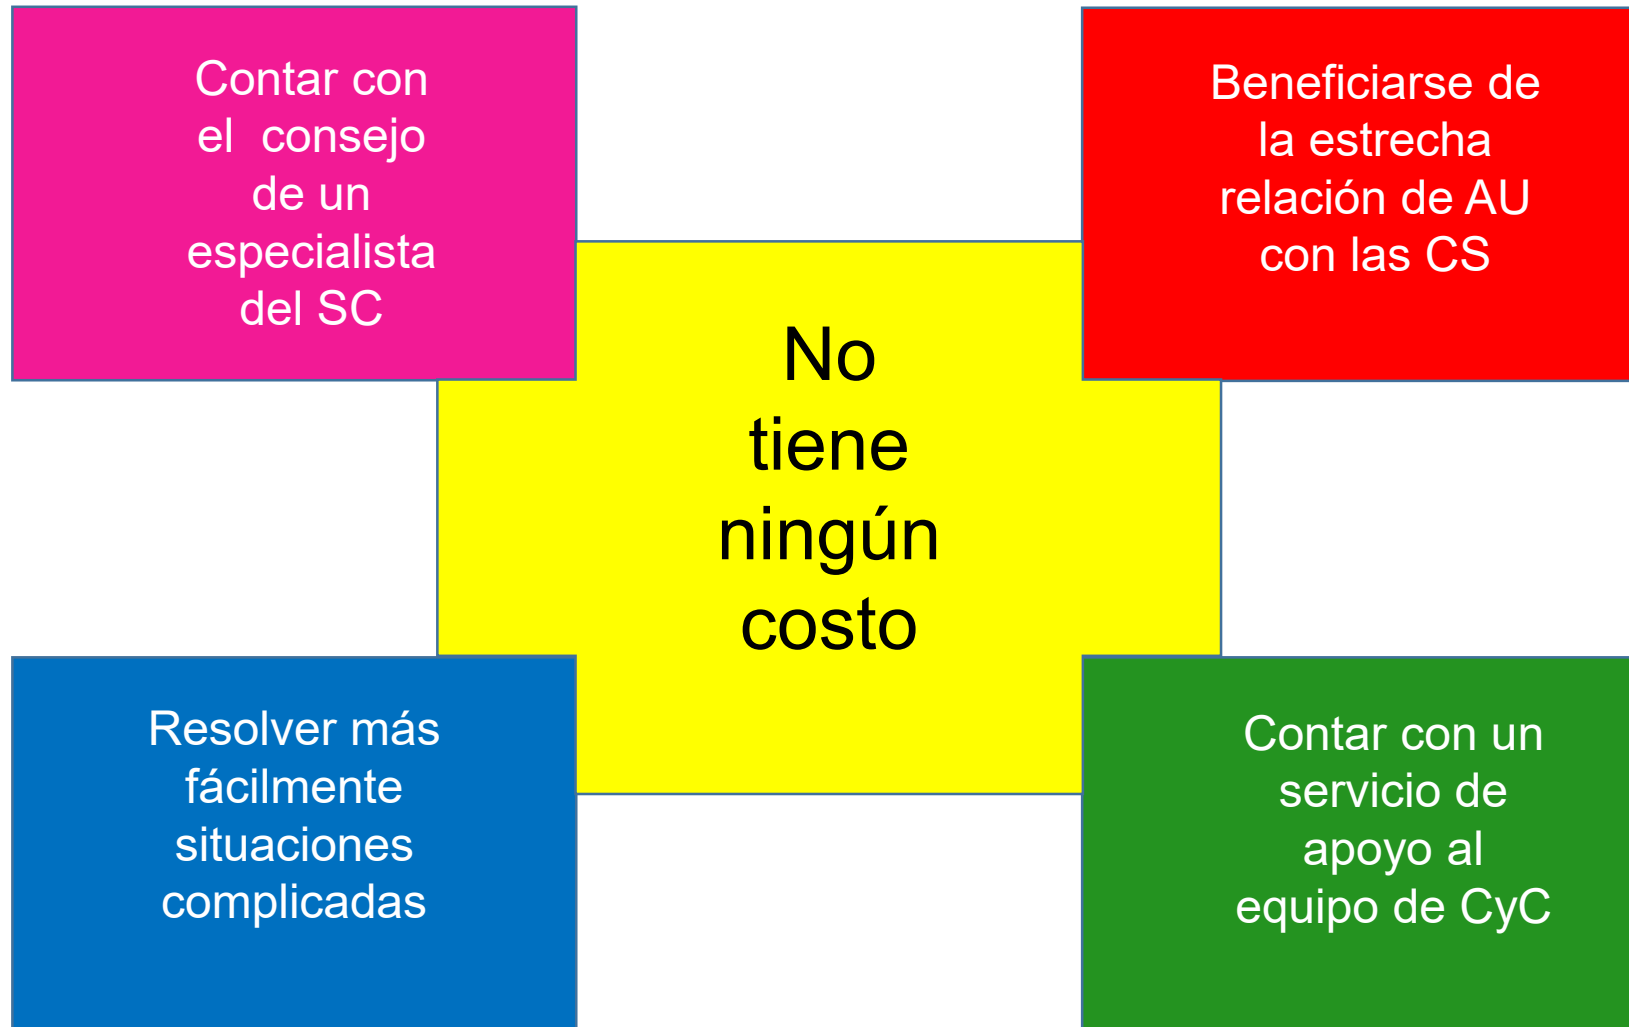 Contar con
el  consejo
de un
especialista
del SC
Beneficiarse de
la estrecha
relación de AU
con las CS
No
tiene
ningún
costo
Resolver más
fácilmente
situaciones
complicadas
Contar con un
servicio de
apoyo al
equipo de CyC